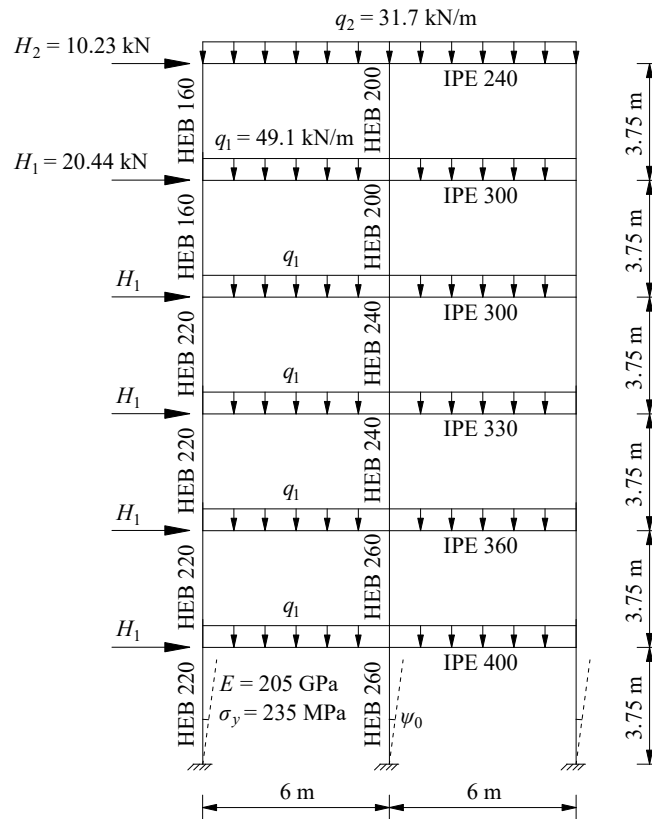 q₂ = 31.7 kN/m
H₂ = 10.23 kN
HEB 160
HEB 200
IPE 240
3.75 m
q₁ = 49.1 kN/m
H₁ = 20.44 kN
HEB 160
HEB 200
IPE 300
3.75 m
q₁
H₁
HEB 220
HEB 240
IPE 300
3.75 m
q₁
H₁
HEB 220
HEB 240
IPE 330
3.75 m
q₁
H₁
HEB 220
HEB 260
IPE 360
3.75 m
q₁
H₁
HEB 220
HEB 260
IPE 400
3.75 m
E = 205 GPa
σy = 235 MPa
ψ₀
6 m
6 m